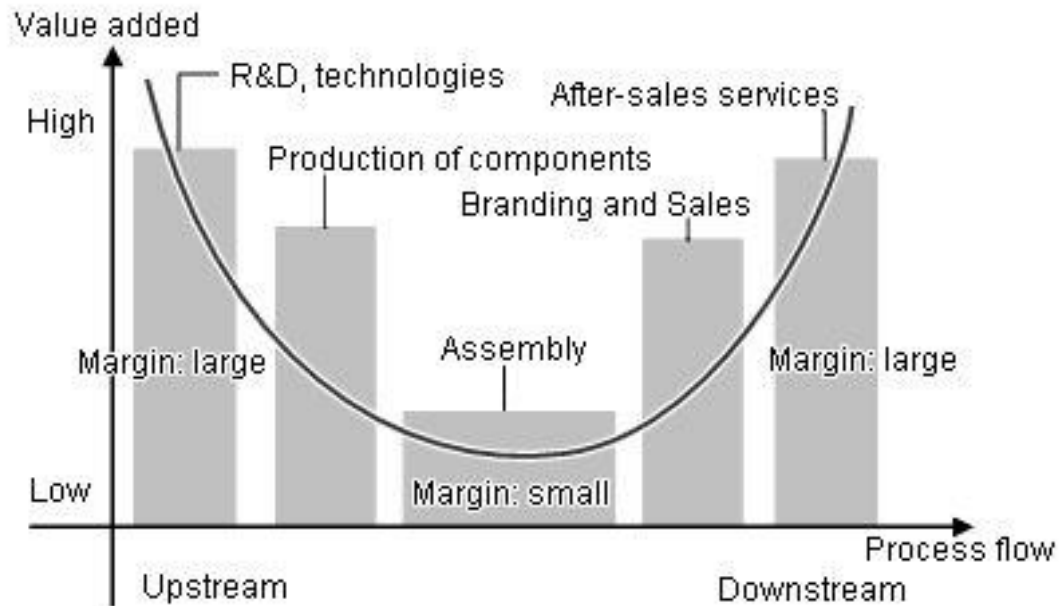 Value added
R&D, technologies
After-sales services
High
Production of components
Branding and Sales
Assembly
Margin: large
Margin: large
Low
Margin: small
Process flow
Upstream
Downstream